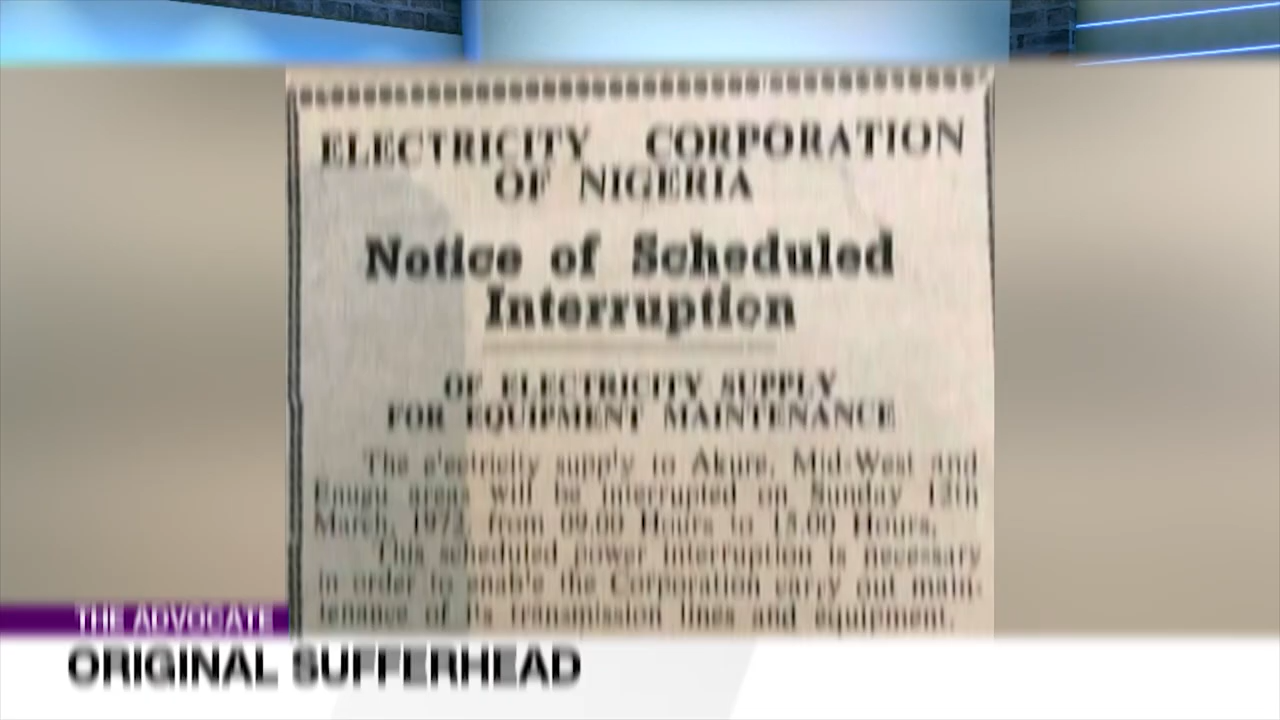 ELECTRICITY CORPORATION
OF NIGERIA
Notice of Scheduled
Interruption
OF ELECTRICITY SUPPLY
FOR EQUIPMENT MAINTENANCE
The electricity supply to Akure, Mid-West and
Enugu areas will be interrupted on Sunday 12th
March, 1972 from 09.00 Hours to Hours.
This scheduled power interruption is necessary
in order to enable the Corporation carry out main-
tenance of its transmission lines and equipment.
THE ADVOCATE
ORIGINAL SUFFERHEAD